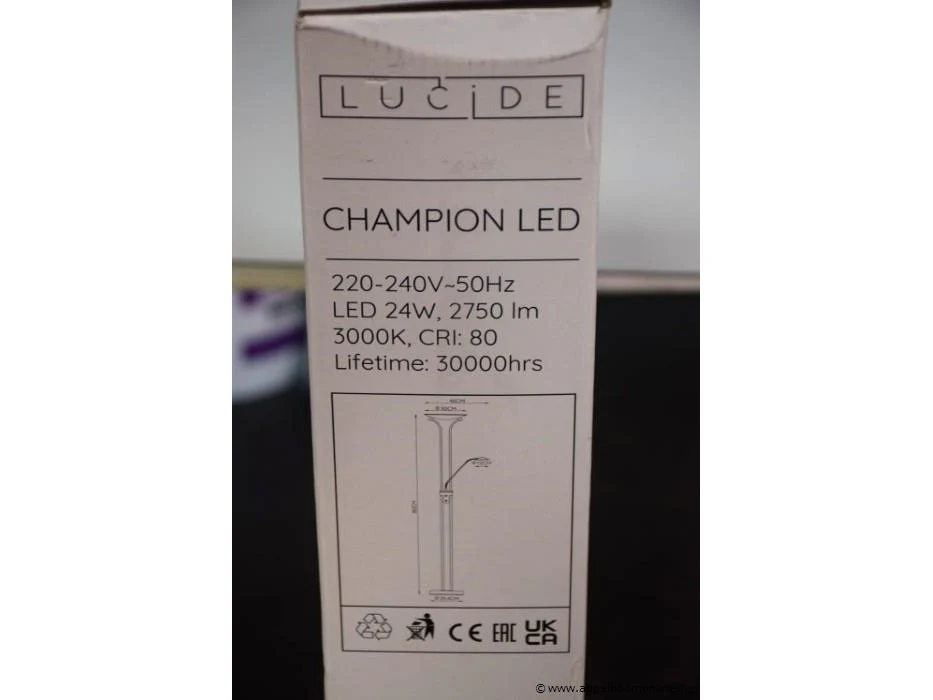 LUCIDE
CHAMPION LED
220-240V~50Hz
LED 24W, 2750 lm
3000K, CRI: 80
Lifetime: 30000hrs
CE EAC UK
CA